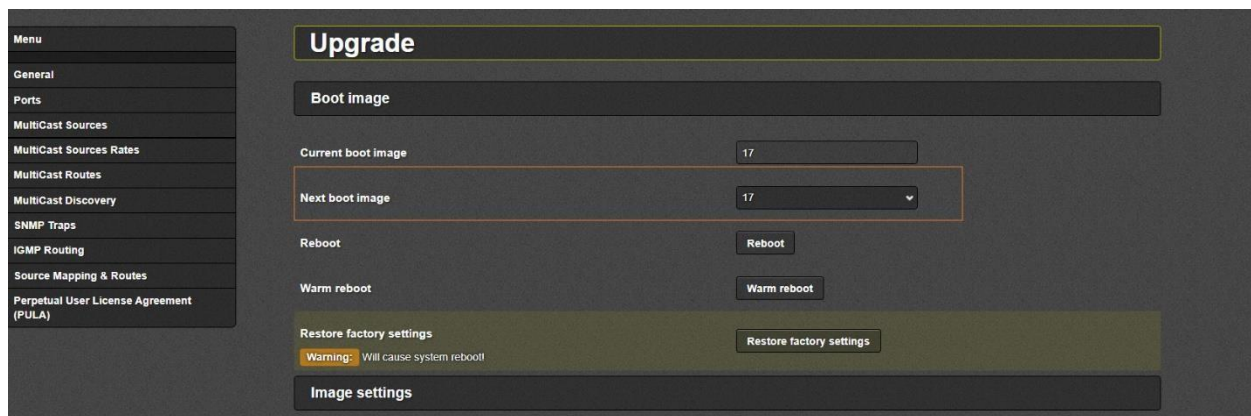 Menu
General
Ports
MultiCast Sources
MultiCast Sources Rates
MultiCast Routes
MultiCast Discovery
SNMP Traps
IGMP Routing
Source Mapping & Routes
Perpetual User License Agreement
(PULA)
Upgrade
Boot image
Current boot image 17
Next boot image 17
Reboot Reboot
Warm reboot Warm reboot
Restore factory settings Restore factory settings
Warning: Will cause system reboot!
Image settings